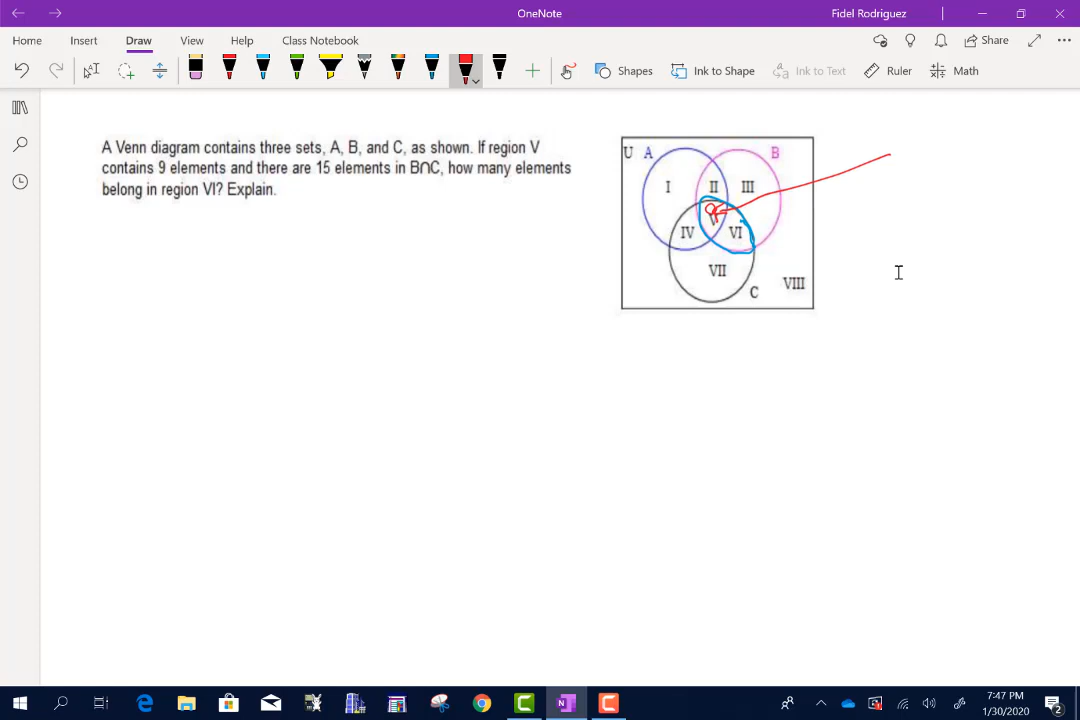 OneNote
Fidel Rodriguez
Home Insert Draw View Help Class Notebook
Share
Shapes Ink to Shape Ink to Text Ruler Math
A Venn diagram contains three sets, A, B, and C, as shown. If region V
contains 9 elements and there are 15 elements in B∩C, how many elements
belong in region VI? Explain.
U A B
I II III
V
IV VI
VII
VIII
C
7:47 PM
1/30/2020
2